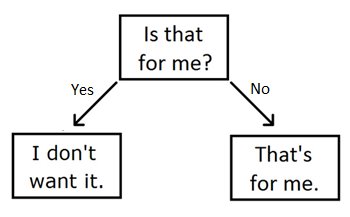 Is that
for me?
Yes
No
I don't
want it.
That's
for me.